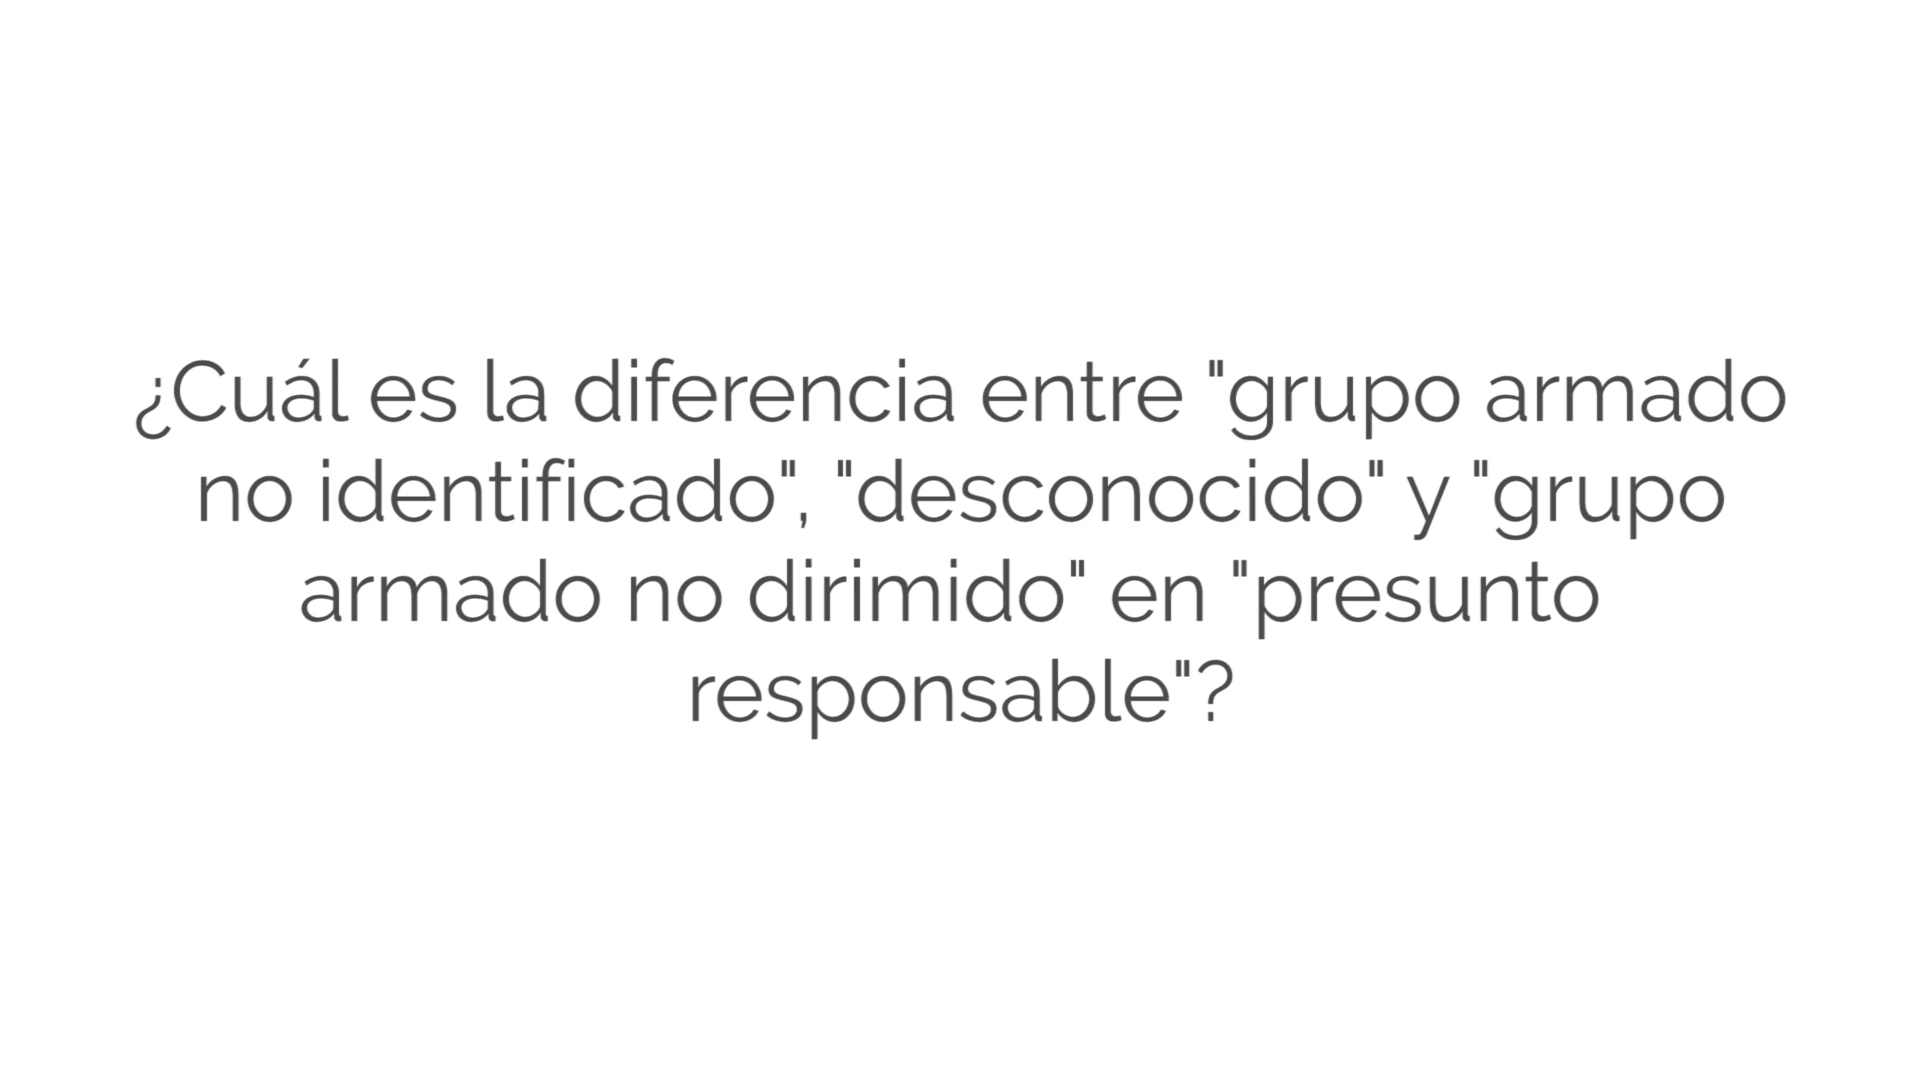 ¿Cuál es la diferencia entre "grupo armado
no identificado", "desconocido" y "grupo
armado no dirimido" en "presunto
responsable"?